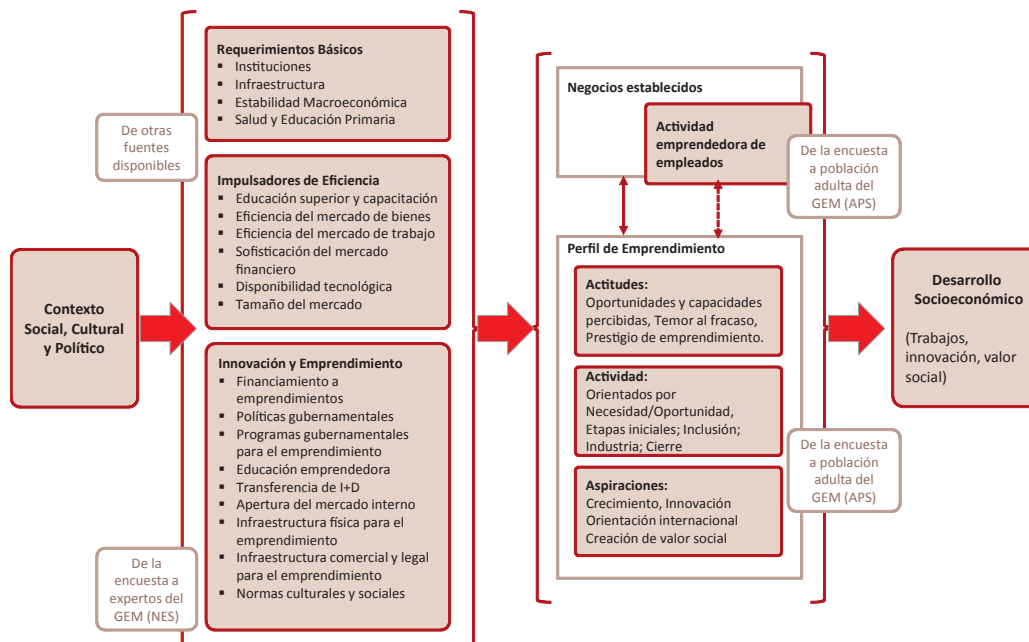 Contexto
Social, Cultural
y Político
De otras
fuentes
disponibles
De la
encuesta a
expertos del
GEM (NES)
Requerimientos Básicos
▪ Instituciones
▪ Infraestructura
▪ Estabilidad Macroeconómica
▪ Salud y Educación Primaria
Impulsadores de Eficiencia
▪ Educación superior y capacitación
▪ Eficiencia del mercado de bienes
▪ Eficiencia del mercado de trabajo
▪ Sofisticación del mercado
financiero
▪ Disponibilidad tecnológica
▪ Tamaño del mercado
Innovación y Emprendimiento
▪ Financiamiento a
emprendimientos
▪ Políticas gubernamentales
▪ Programas gubernamentales
para el emprendimiento
▪ Educación emprendedora
▪ Transferencia de I+D
▪ Apertura del mercado interno
▪ Infraestructura física para el
emprendimiento
▪ Infraestructura comercial y legal
para el emprendimiento
▪ Normas culturales y sociales
Negocios establecidos
Actividad
emprendedora de
empleados
De la encuesta
a población
adulta del
GEM (APS)
Perfil de Emprendimiento
Actitudes:
Oportunidades y capacidades
percibidas, Temor al fracaso,
Prestigio de emprendimiento.
Actividad:
Orientados por
Necesidad/Oportunidad,
Etapas iniciales; Inclusión;
Industria; Cierre
Aspiraciones:
Crecimiento, Innovación
Orientación internacional
Creación de valor social
De la encuesta
a población
adulta del
GEM (APS)
Desarrollo
Socioeconómico
(Trabajos,
innovación, valor
social)